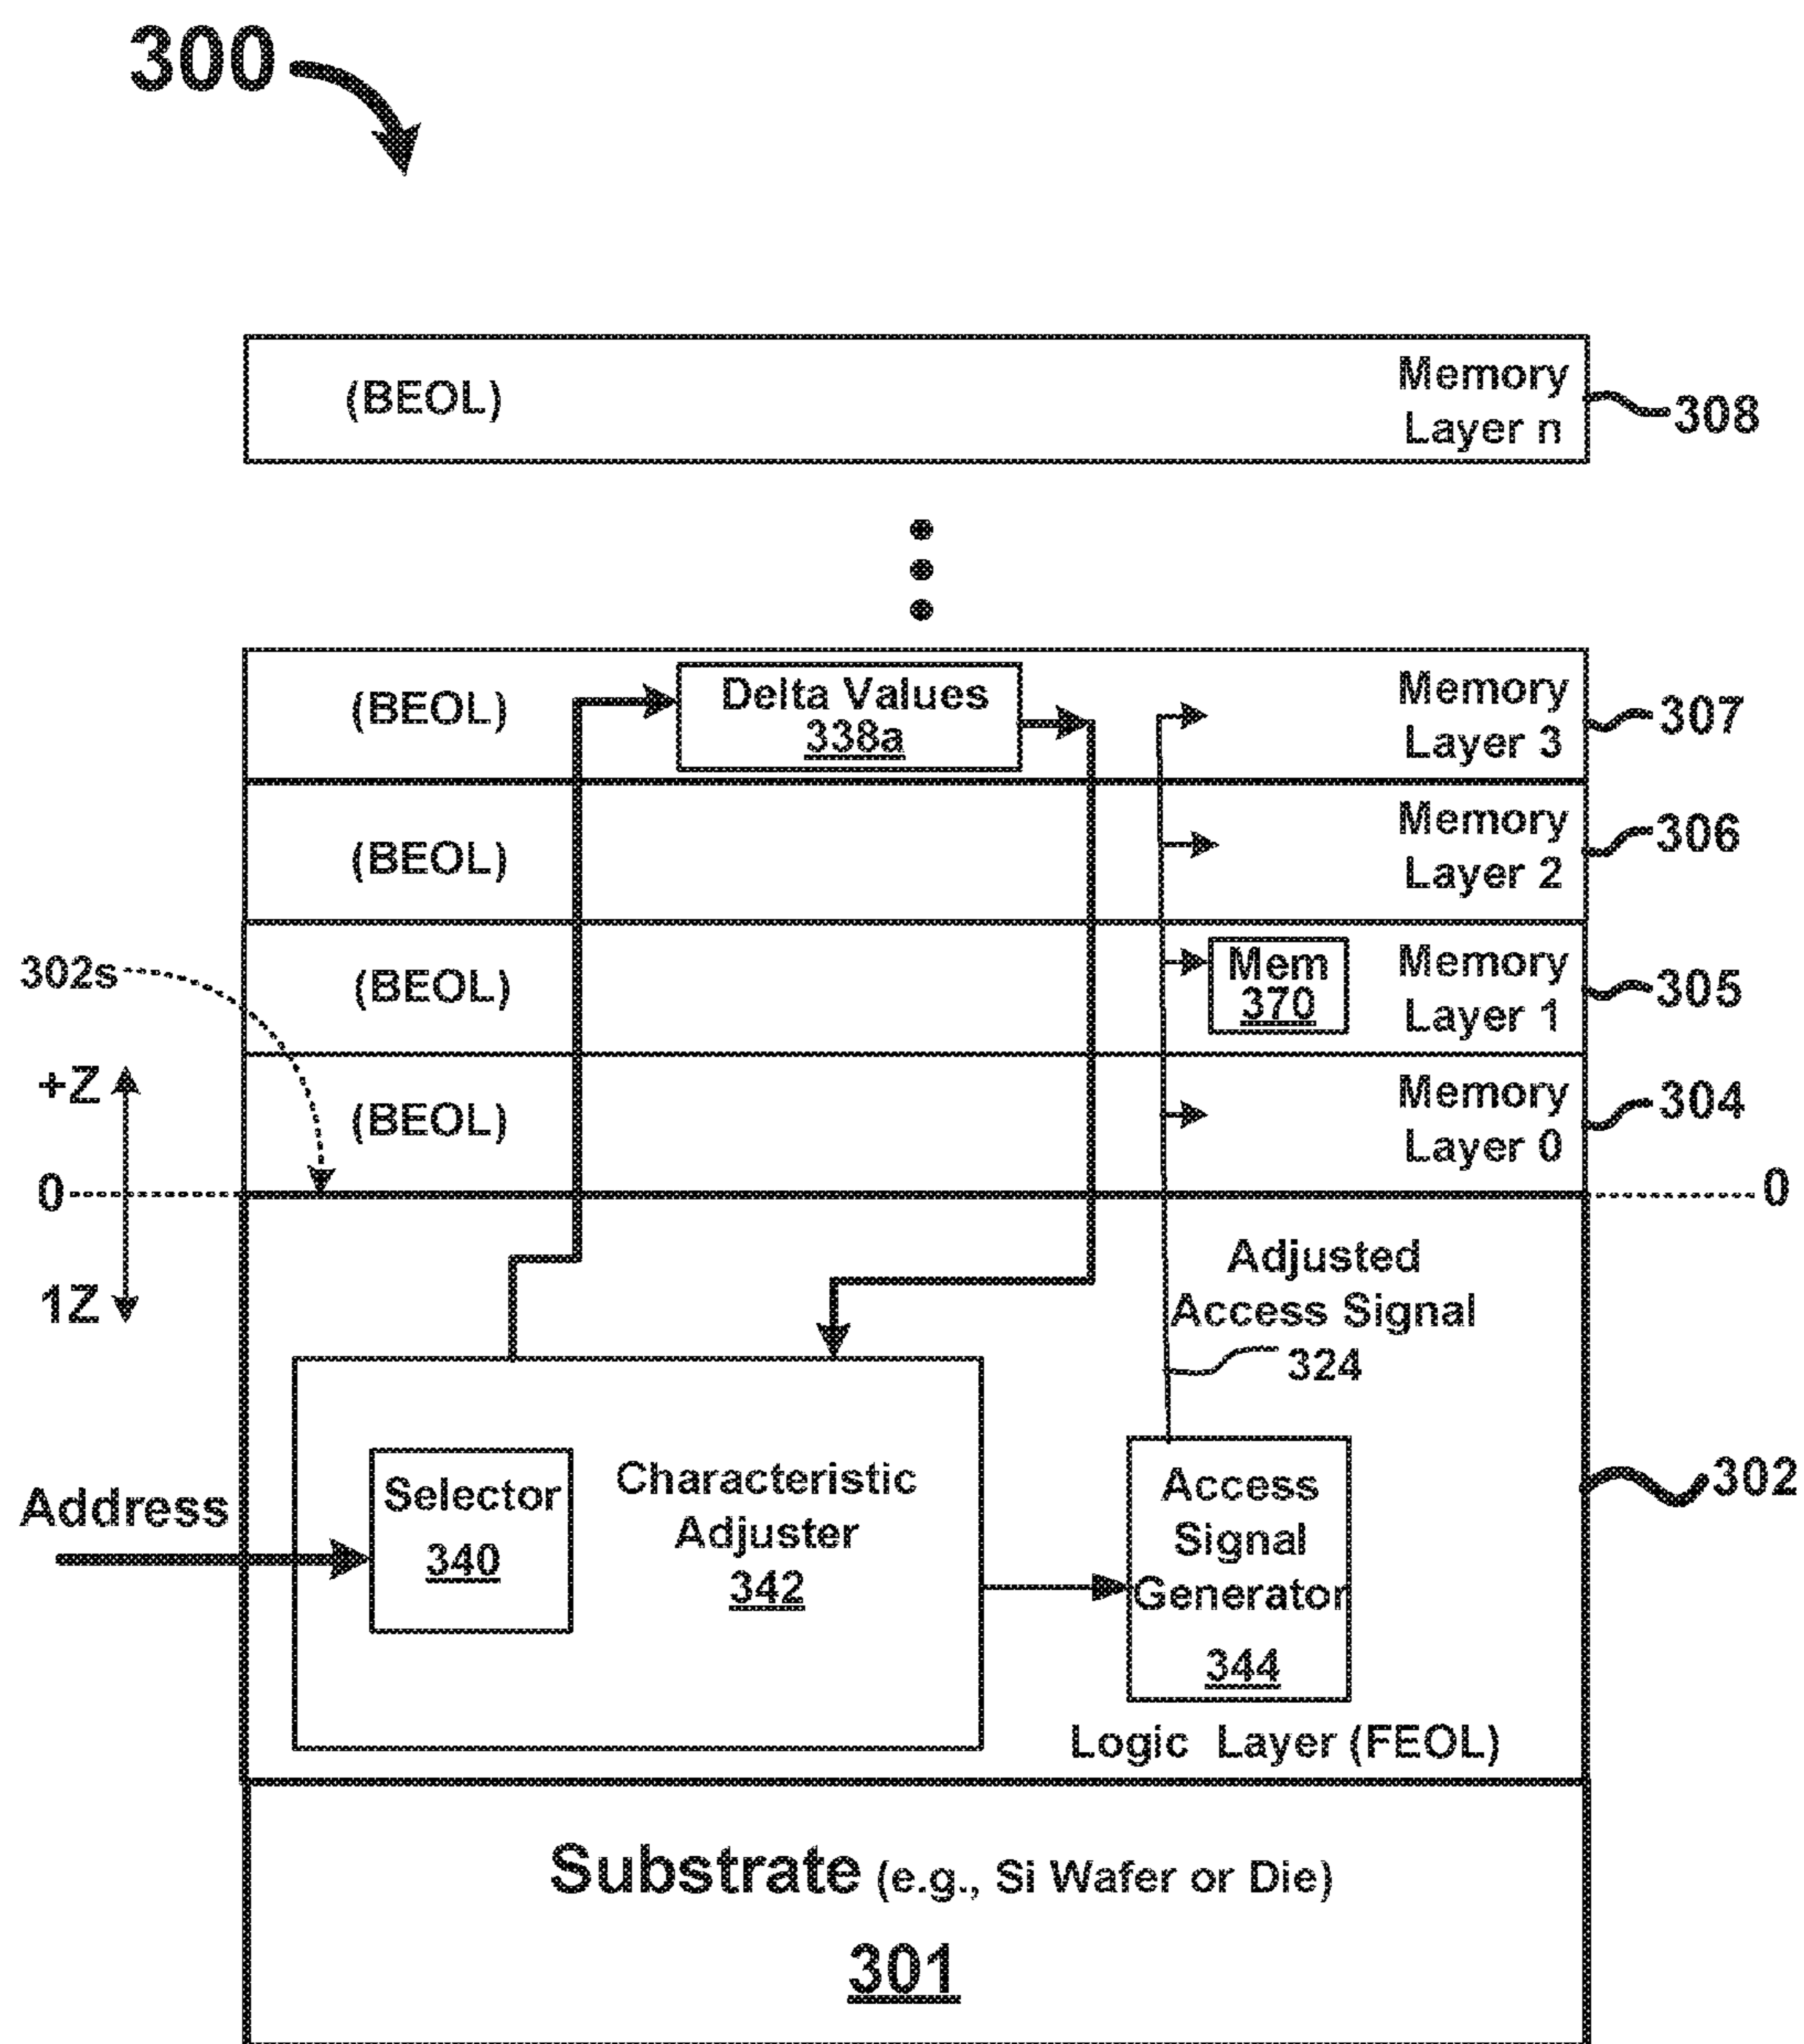 300
(BEOL)
Memory
Layer n
308
(BEOL)
Delta Values
338a
Memory
Layer 3
307
(BEOL)
Memory
Layer 2
306
302s
(BEOL)
Mem
370
Memory
Layer 1
305
+Z
(BEOL)
Memory
Layer 0
304
0
0
1Z
Adjusted
Access Signal
324
Address
Selector
340
Characteristic
Adjuster
342
Access
Signal
Generator
344
302
Logic Layer (FEOL)
Substrate (e.g., Si Wafer or Die)
301